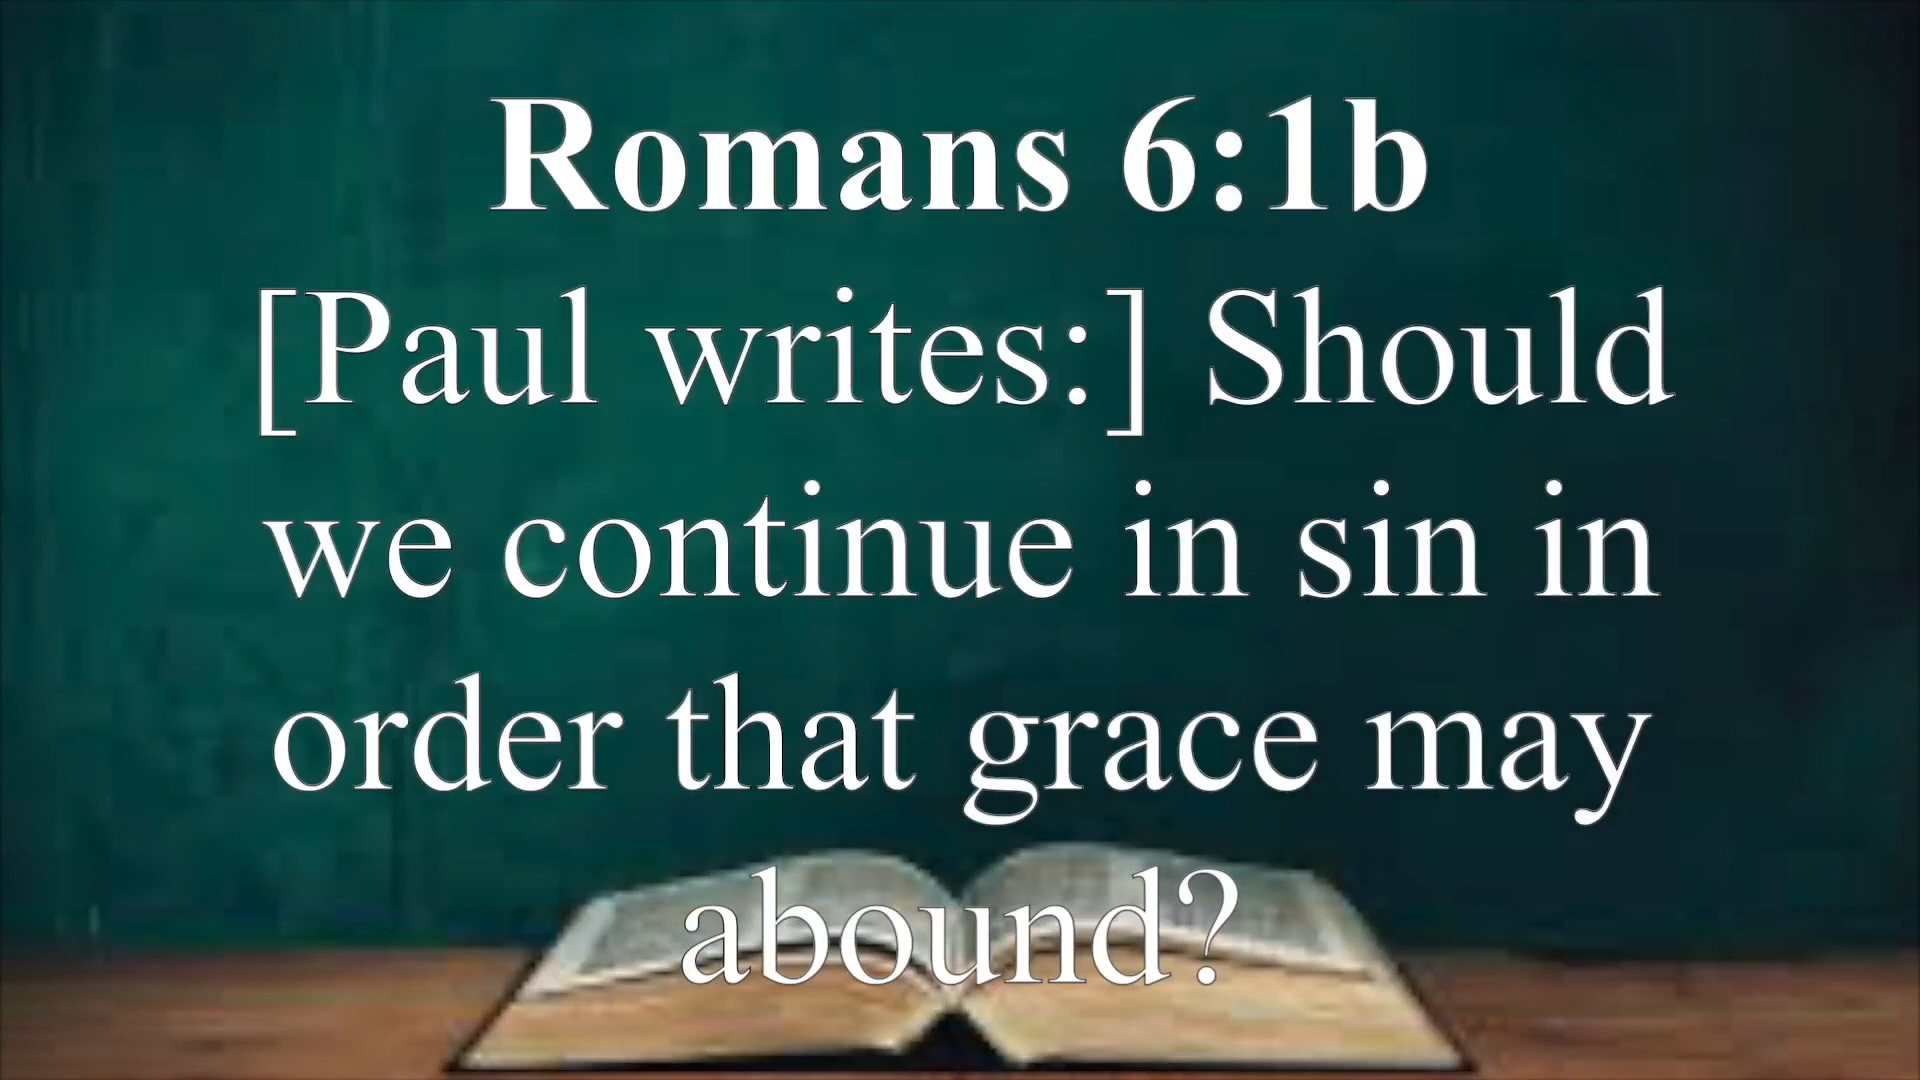 Romans 6:1b
[Paul writes:] Should
we continue in sin in
order that grace may
abound?